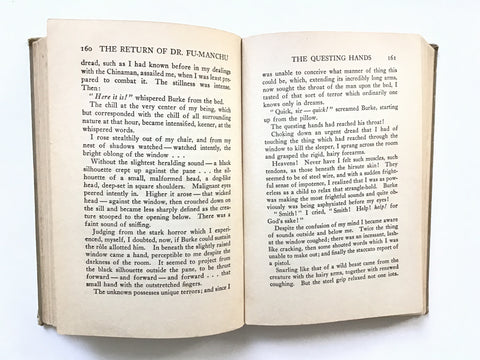 160 THE RETURN OF DR. FU-MANCHU
dread, such as I had known before in my dealings
with the Chinaman, assailed me, when I was least pre-
pared to combat it. The stillness was intense.
Then:
"Here it is!" whispered Burke from the bed.
The chill at the very center of my being, which
but corresponded with the chill of all surrounding
nature at that hour, became intensified, keener, at the
whispered words.
I rose stealthily out of my chair, and from my
nest of shadows watched—watched intently, the
bright oblong of the window . . .
Without the slightest heralding sound—a black
silhouette crept up against the pane . . . the sil-
houette of a small, malformed head, a dog-like
head, deep-set in square shoulders. Malignant eyes
peered intently in. Higher it arose—that wicked
head—against the window, then crouched down on
the sill and became less sharply defined as the crea-
ture stooped to the opening below. There was a
faint sound of sniffing.
Judging from the stark horror which I experi-
enced, myself, I doubted, now, if Burke could sustain
the rôle allotted him. In beneath the slightly raised
window came a hand, perceptible to me despite the
darkness of the room. It seemed to project from
the black silhouette outside the pane, to be thrust
forward—and forward—and forward . . . that
small hand with the outstretched fingers.
The unknown possesses unique terrors; and since I
THE QUESTING HANDS 161
was unable to conceive what manner of thing this
could be, which, extending its incredibly long arms,
now sought the throat of the man upon the bed, I
tasted of that sort of terror which ordinarily one
knows only in dreams.
"Quick, sir—quick!" screamed Burke, starting
up from the pillow.
The questing hands had reached his throat!
Choking down an urgent dread that I had of
touching the thing which had reached through the
window to kill the sleeper, I sprang across the room
and grasped the rigid, hairy forearms.
Heavens! Never have I felt such muscles, such
tendons, as those beneath the hirsute skin! They
seemed to be of steel wire, and with a sudden fright-
ful sense of impotence, I realized that I was as pow-
erless as a child to relax that strangle-hold. Burke
was making the most frightful sounds and quite ob-
viously was being asphyxiated before my eyes!
"Smith!" I cried, "Smith! Help! help! for
God's sake!"
Despite the confusion of my mind I became aware
of sounds outside and below me. Twice the thing
at the window coughed; there was an incessant, lash-
like cracking, then some shouted words which I was
unable to make out; and finally the staccato report of
a pistol.
Snarling like that of a wild beast came from the
creature with the hairy arms, together with renewed
coughing. But the steel grip relaxed not one iota.